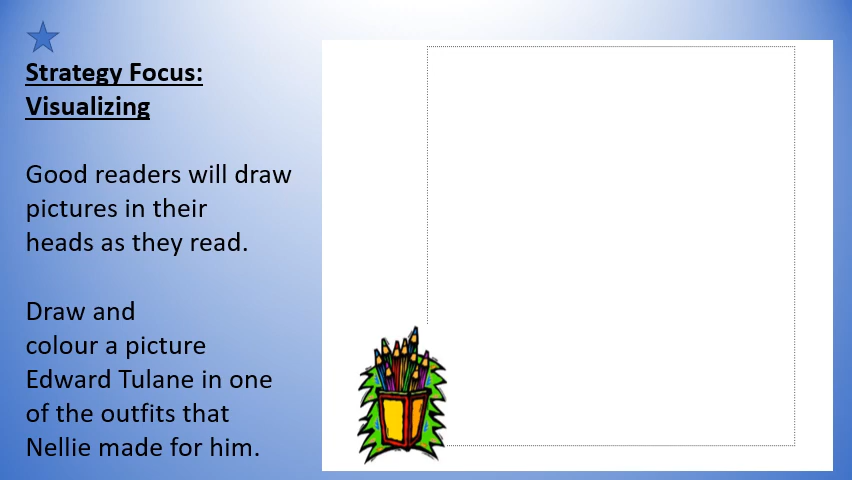 Strategy Focus:
Visualizing
Good readers will draw
pictures in their
heads as they read.
Draw and
colour a picture
Edward Tulane in one
of the outfits that
Nellie made for him.